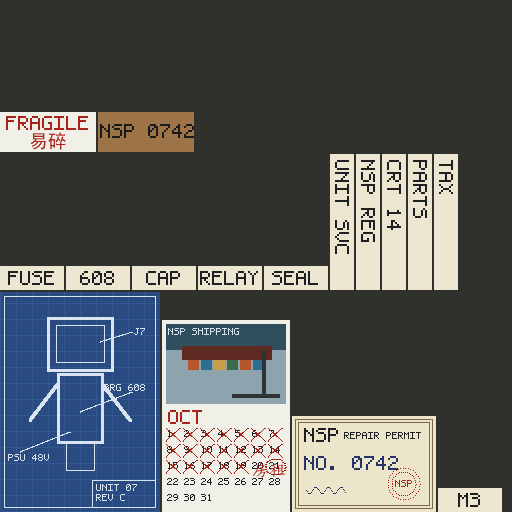 FRAGILE
易碎
NSP 0742
UNIT SVC
NSP REG
CRT 14
PARTS
TAX
FUSE
608
CAP
RELAY
SEAL
J7
BRG 608
PSU 48V
UNIT 07
REV C
NSP SHIPPING
OCT
1 2 3 4 5 6 7
8 9 10 11 12 13 14
15 16 17 18 19 20 21
22 23 24 25 26 27 28
29 30 31
NSP REPAIR PERMIT
NO. 0742
NSP
M3